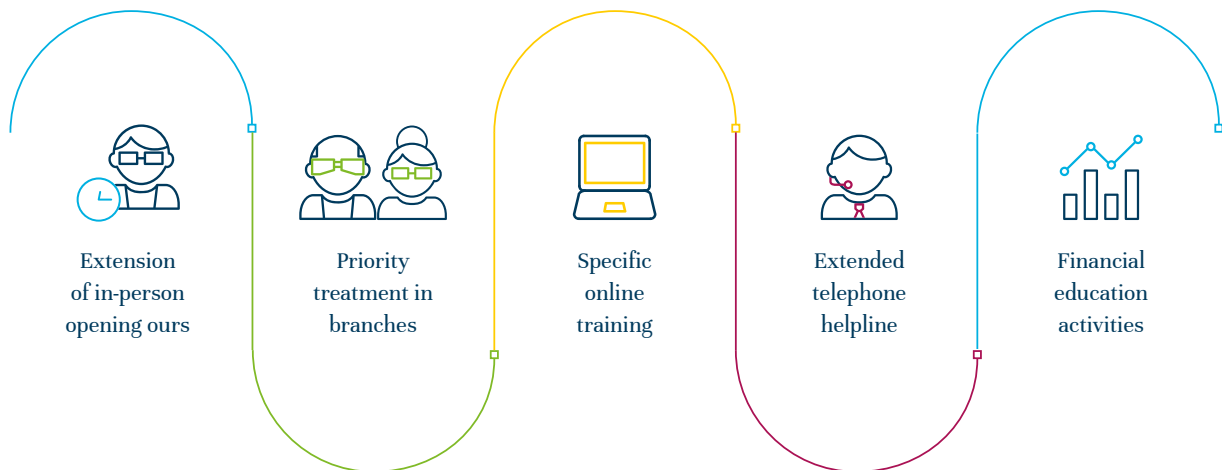 Extension
of in-person
opening ours
Priority
treatment in
branches
Specific
online
training
Extended
telephone
helpline
Financial
education
activities